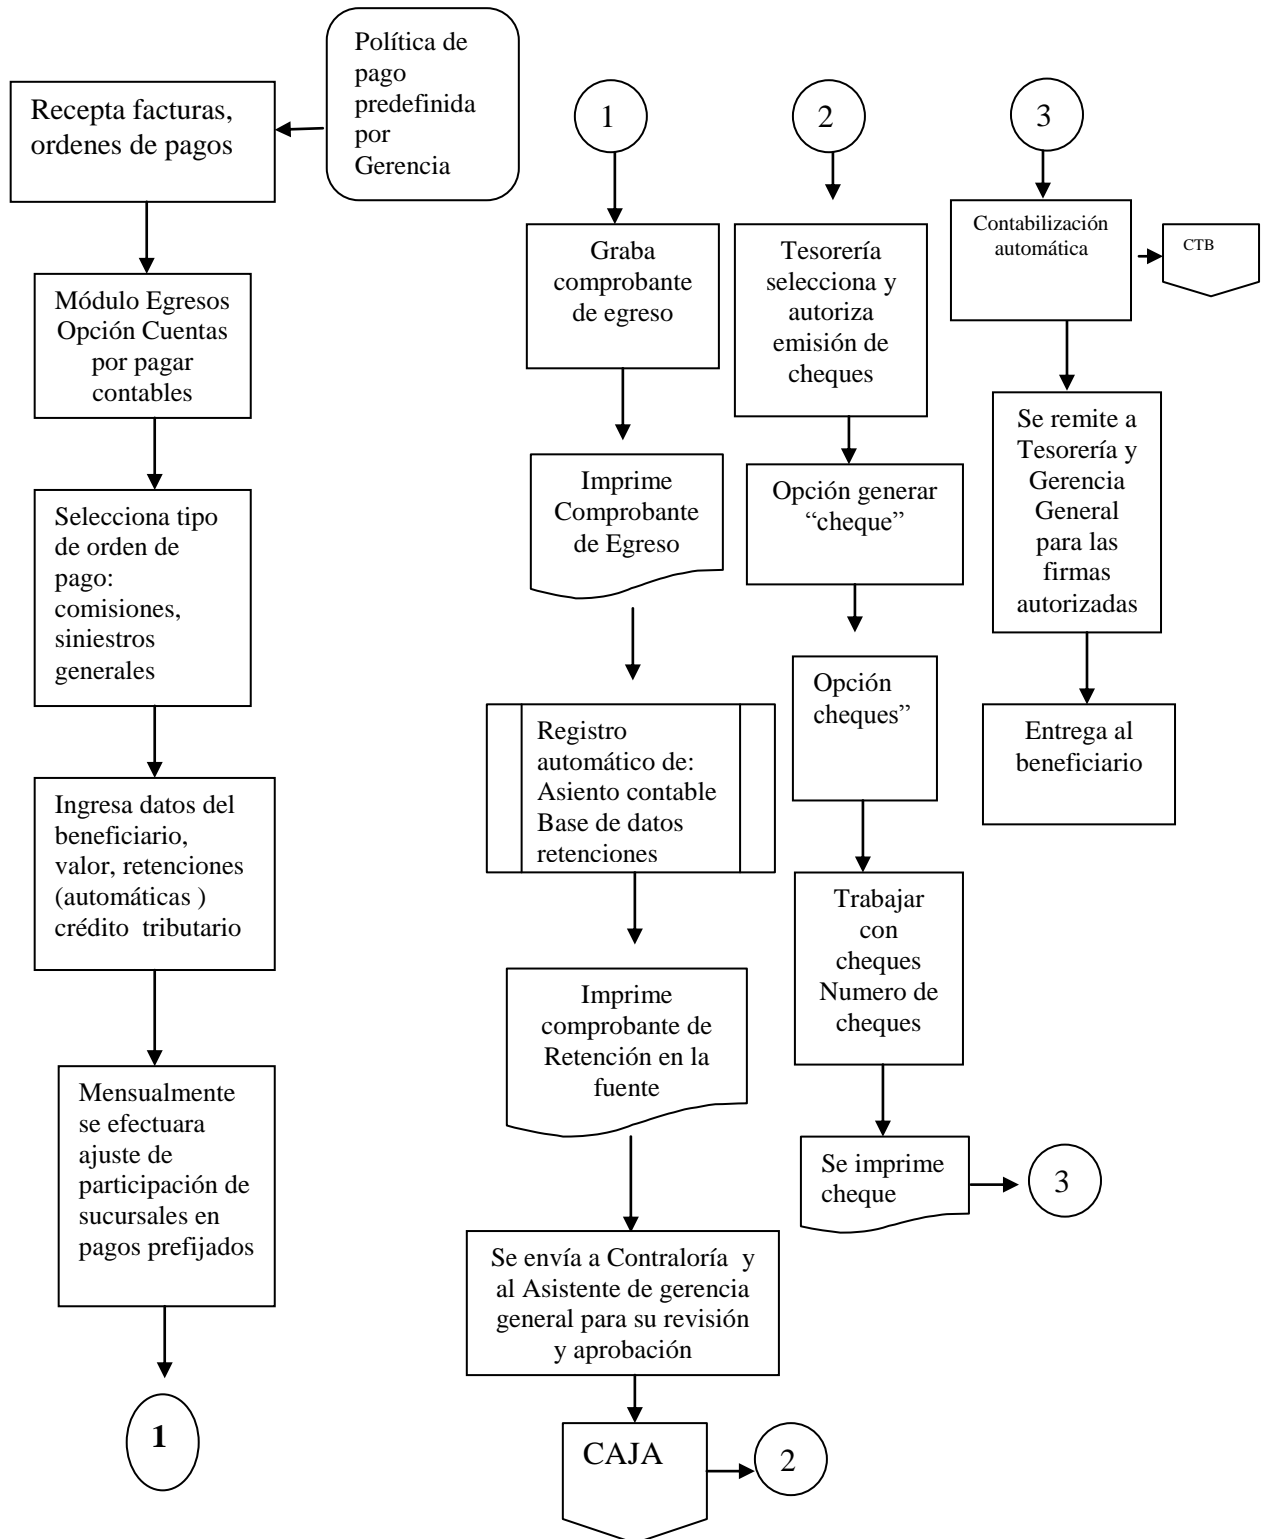 Política de
pago
predefinida
por
Gerencia
Recepta facturas,
ordenes de pagos
Módulo Egresos
Opción Cuentas
por pagar
contables
Selecciona tipo
de orden de
pago:
comisiones,
siniestros
generales
Ingresa datos del
beneficiario,
valor, retenciones
(automáticas )
crédito tributario
Mensualmente
se efectuara
ajuste de
participación de
sucursales en
pagos prefijados
1
1
Graba
comprobante
de egreso
Imprime
Comprobante
de Egreso
Registro
automático de:
Asiento contable
Base de datos
retenciones
Imprime
comprobante de
Retención en la
fuente
Se envía a Contraloría y
al Asistente de gerencia
general para su revisión
y aprobación
CAJA
2
2
Tesorería
selecciona y
autoriza
emisión de
cheques
Opción generar
“cheque”
Opción
cheques”
Trabajar
con
cheques
Numero de
cheques
Se imprime
cheque
3
3
Contabilización
automática
CTB
Se remite a
Tesorería y
Gerencia
General
para las
firmas
autorizadas
Entrega al
beneficiario